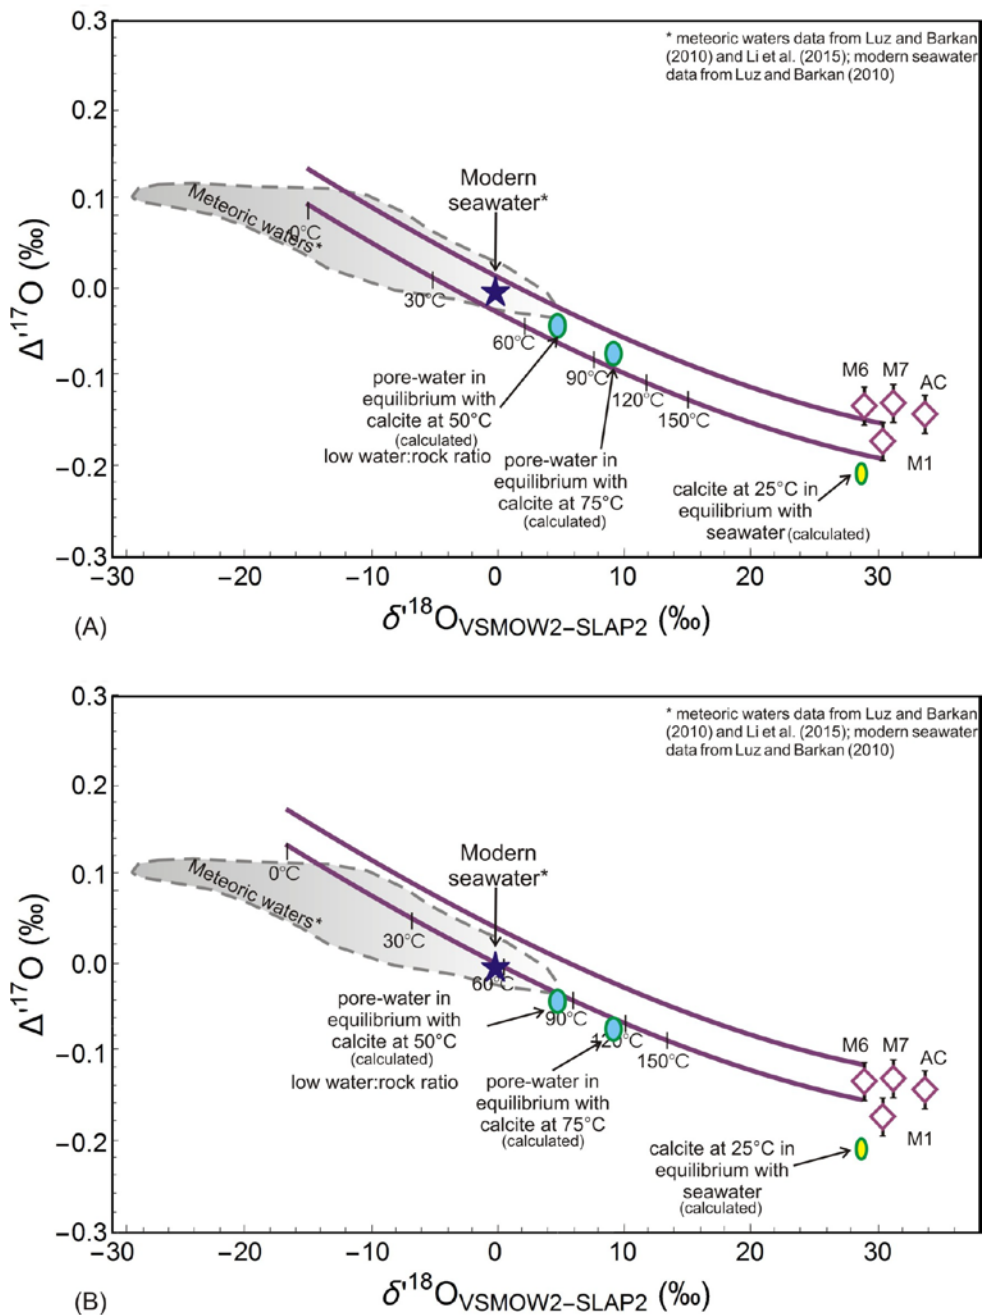 0.3
* meteoric waters data from Luz and Barkan
(2010) and Li et al. (2015); modern seawater
data from Luz and Barkan (2010)
0.2
0.1
Meteoric waters*
Modern
seawater*
0°C
Δ′¹⁷O (‰)
0.0
30°C
60°C
90°C
120°C
150°C
−0.1
pore-water in
equilibrium with
calcite at 50°C
(calculated)
low water:rock ratio
pore-water in
equilibrium with
calcite at 75°C
(calculated)
M6 M7 AC
M1
−0.2
calcite at 25°C in
equilibrium with
seawater (calculated)
−0.3
−30 −20 −10 0 10 20 30
(A)
δ′¹⁸O VSMOW2−SLAP2 (‰)
0.3
* meteoric waters data from Luz and Barkan
(2010) and Li et al. (2015); modern seawater
data from Luz and Barkan (2010)
0.2
0.1
Meteoric waters*
0°C
Modern
seawater*
30°C
Δ′¹⁷O (‰)
0.0
60°C
90°C
120°C
150°C
pore-water in
equilibrium with
calcite at 50°C
(calculated)
low water:rock ratio
−0.1
pore-water in
equilibrium with
calcite at 75°C
(calculated)
M6 M7 AC
M1
−0.2
calcite at 25°C in
equilibrium with
seawater
(calculated)
−0.3
−30 −20 −10 0 10 20 30
(B)
δ′¹⁸O VSMOW2−SLAP2 (‰)